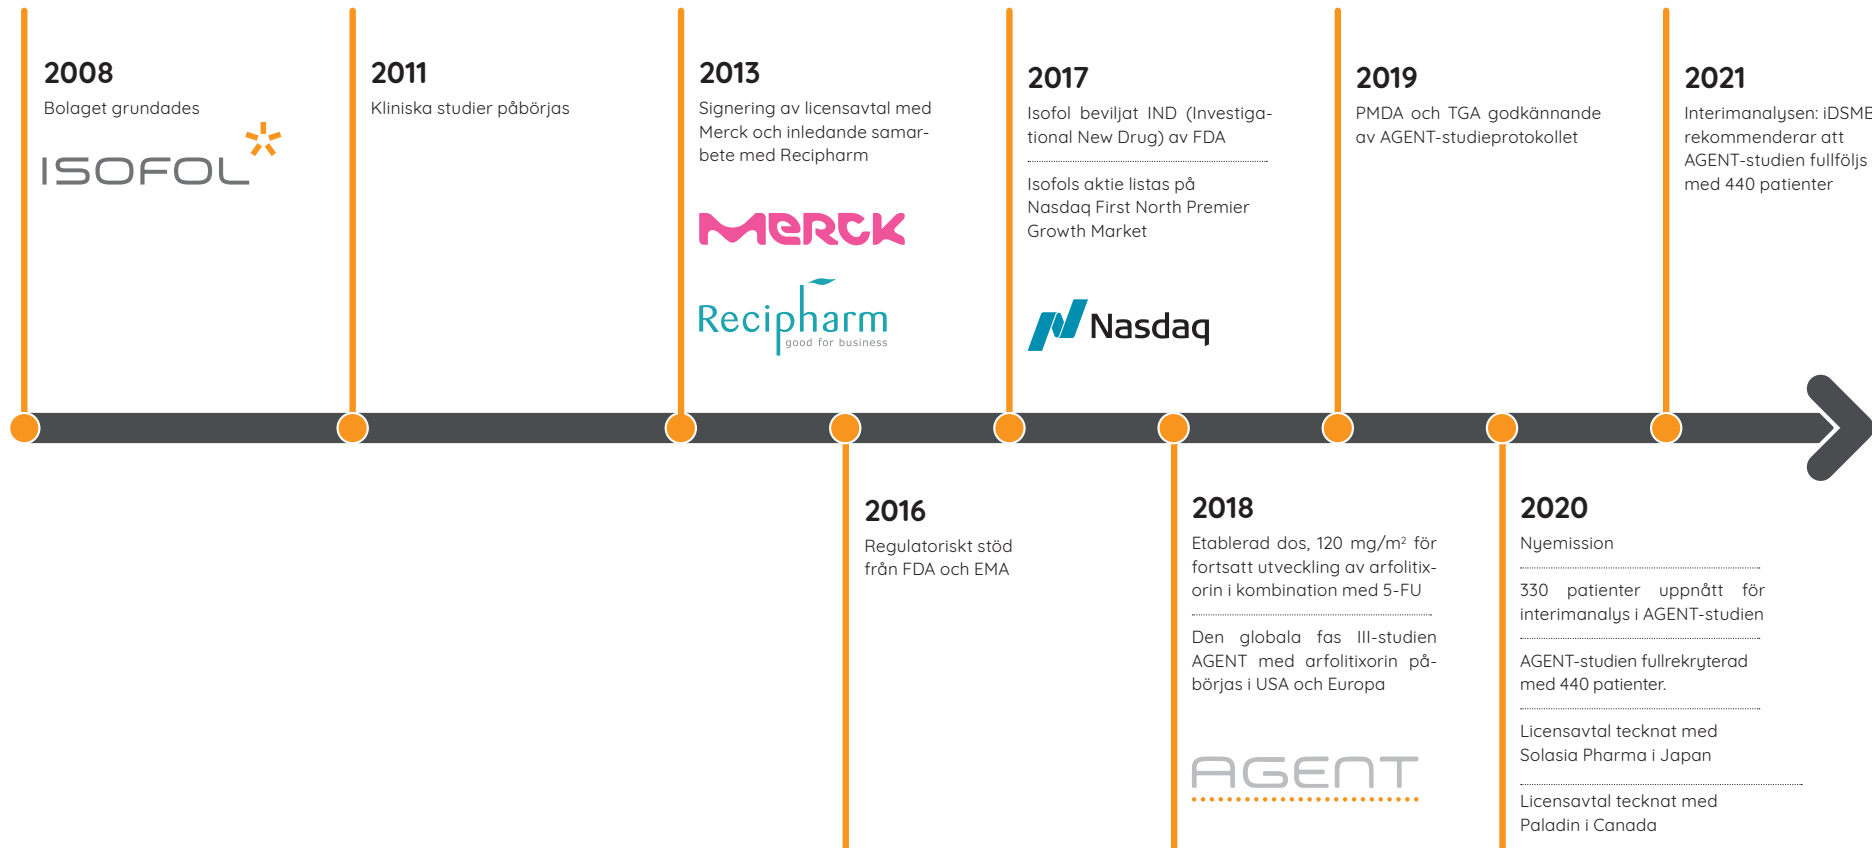 2008
Bolaget grundades
ISOFOL
2011
Kliniska studier påbörjas
2013
Signering av licensavtal med
Merck och inledande samar-
bete med Recipharm
MERCK
Recipharm
good for business
2017
Isofol beviljat IND (Investiga-
tional New Drug) av FDA
Isofols aktie listas på
Nasdaq First North Premier
Growth Market
Nasdaq
2019
PMDA och TGA godkännande
av AGENT-studieprotokollet
2021
Interimanalysen: iDSMB
rekommenderar att
AGENT-studien fullföljs
med 440 patienter
2016
Regulatoriskt stöd
från FDA och EMA
2018
Etablerad dos, 120 mg/m² för
fortsatt utveckling av arfolitix-
orin i kombination med 5-FU
Den globala fas III-studien
AGENT med arfolitixorin på-
börjas i USA och Europa
AGENT
2020
Nyemission
330 patienter uppnått för
interimanalys i AGENT-studien
AGENT-studien fullrekryterad
med 440 patienter.
Licensavtal tecknat med
Solasia Pharma i Japan
Licensavtal tecknat med
Paladin i Canada